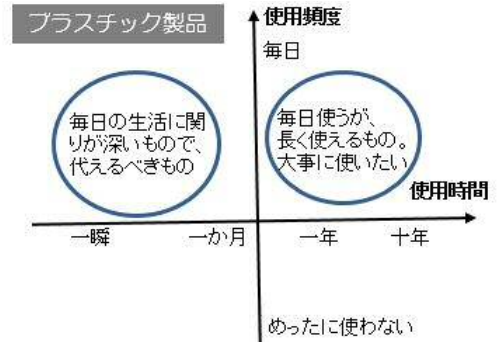 プラスチック製品
使用頻度
毎日
毎日の生活に関
りが深いもので、
代えるべきもの
毎日使うが、
長く使えるもの。
大事に使いたい
使用時間
一瞬
一か月
一年
十年
めったに使わない